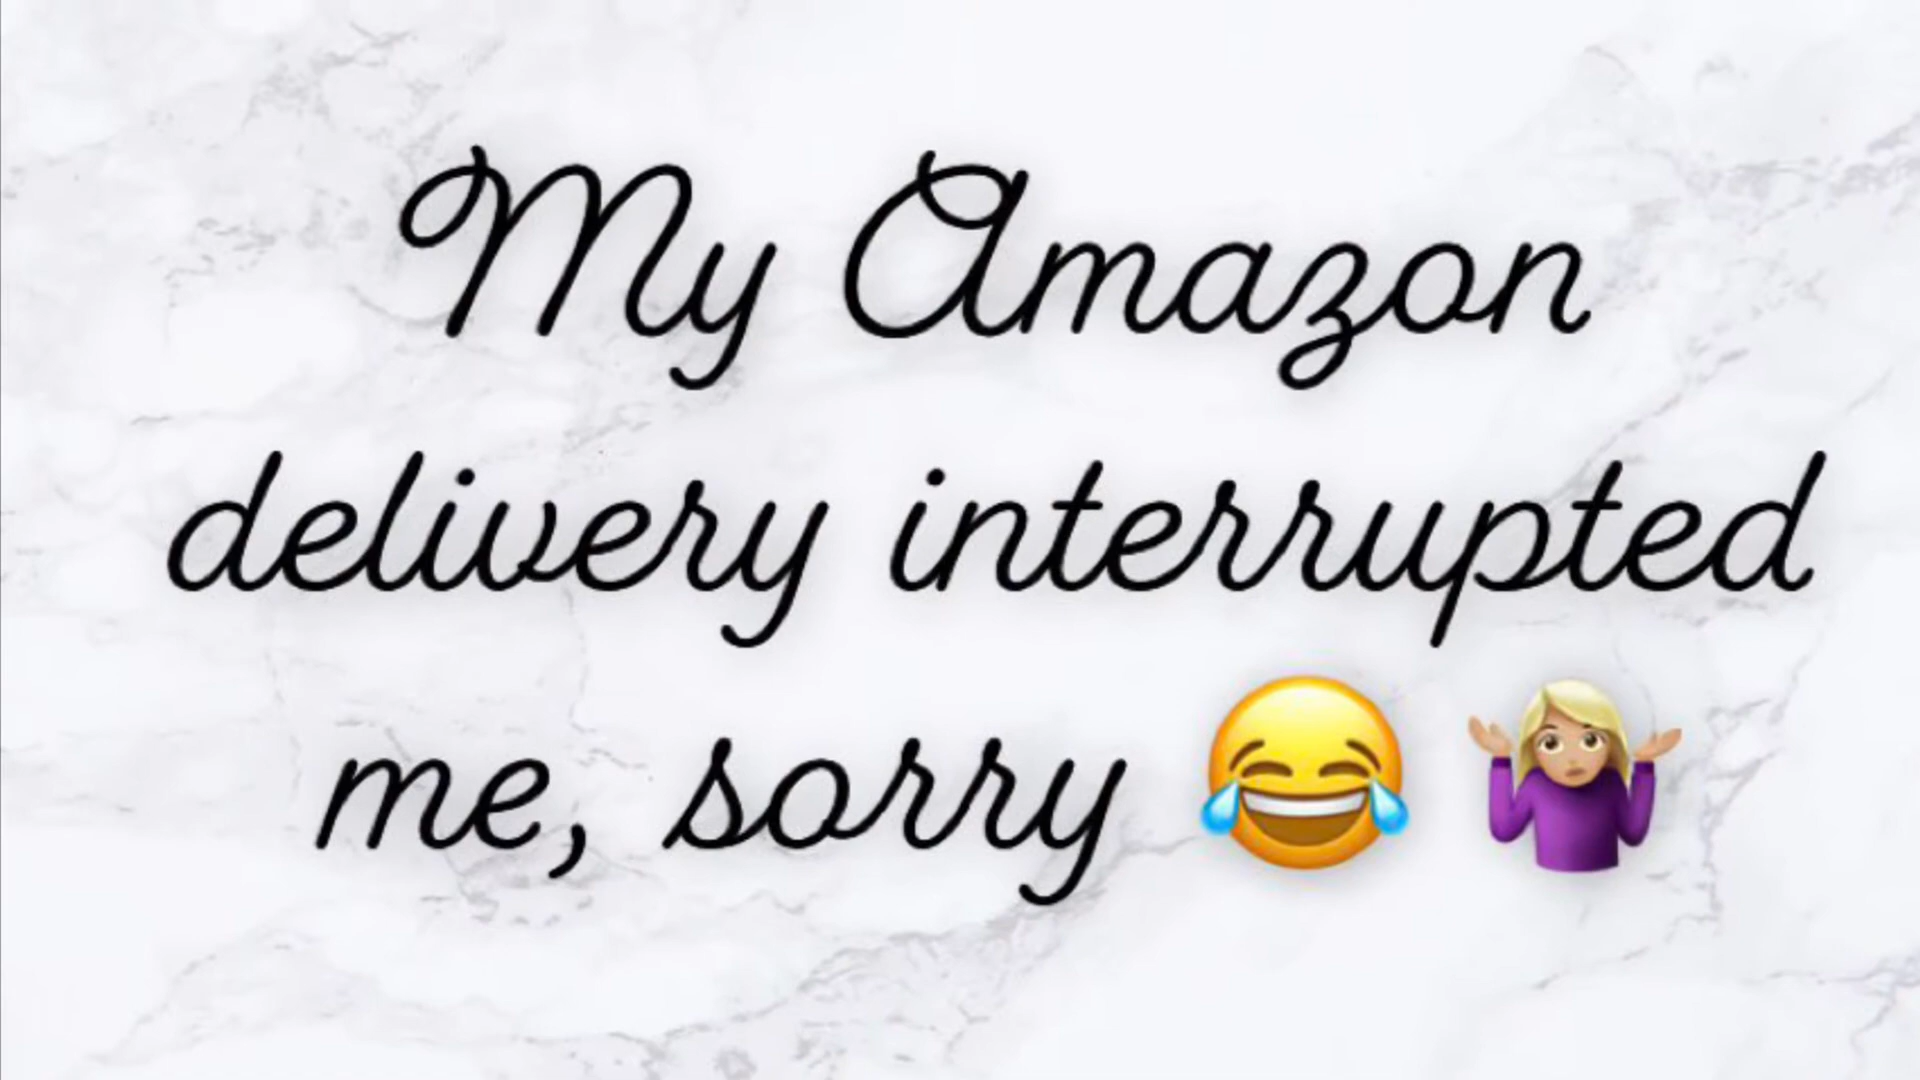 My Amazon
delivery interrupted
me, sorry 😂 🤷🏼‍♀️